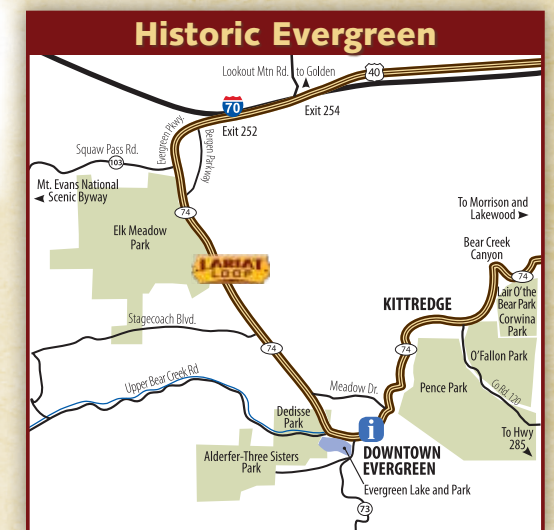 Historic Evergreen
Lookout Mtn Rd.
to Golden
40
70
Exit 254
Exit 252
Evergreen Pkwy.
Bergen Parkway
Squaw Pass Rd.
103
Mt. Evans National
Scenic Byway
74
To Morrison and
Lakewood
Elk Meadow
Park
Bear Creek
Canyon
LARIAT
LOOP
74
KITTREDGE
Lair O'the
Bear Park
Corwina
Park
Stagecoach Blvd.
74
74
O'Fallon Park
Upper Bear Creek Rd
Meadow Dr.
Pence Park
Co Rd. 120
Dedisse
Park
i
To Hwy
285
DOWNTOWN
EVERGREEN
Alderfer-Three Sisters
Park
Evergreen Lake and Park
73